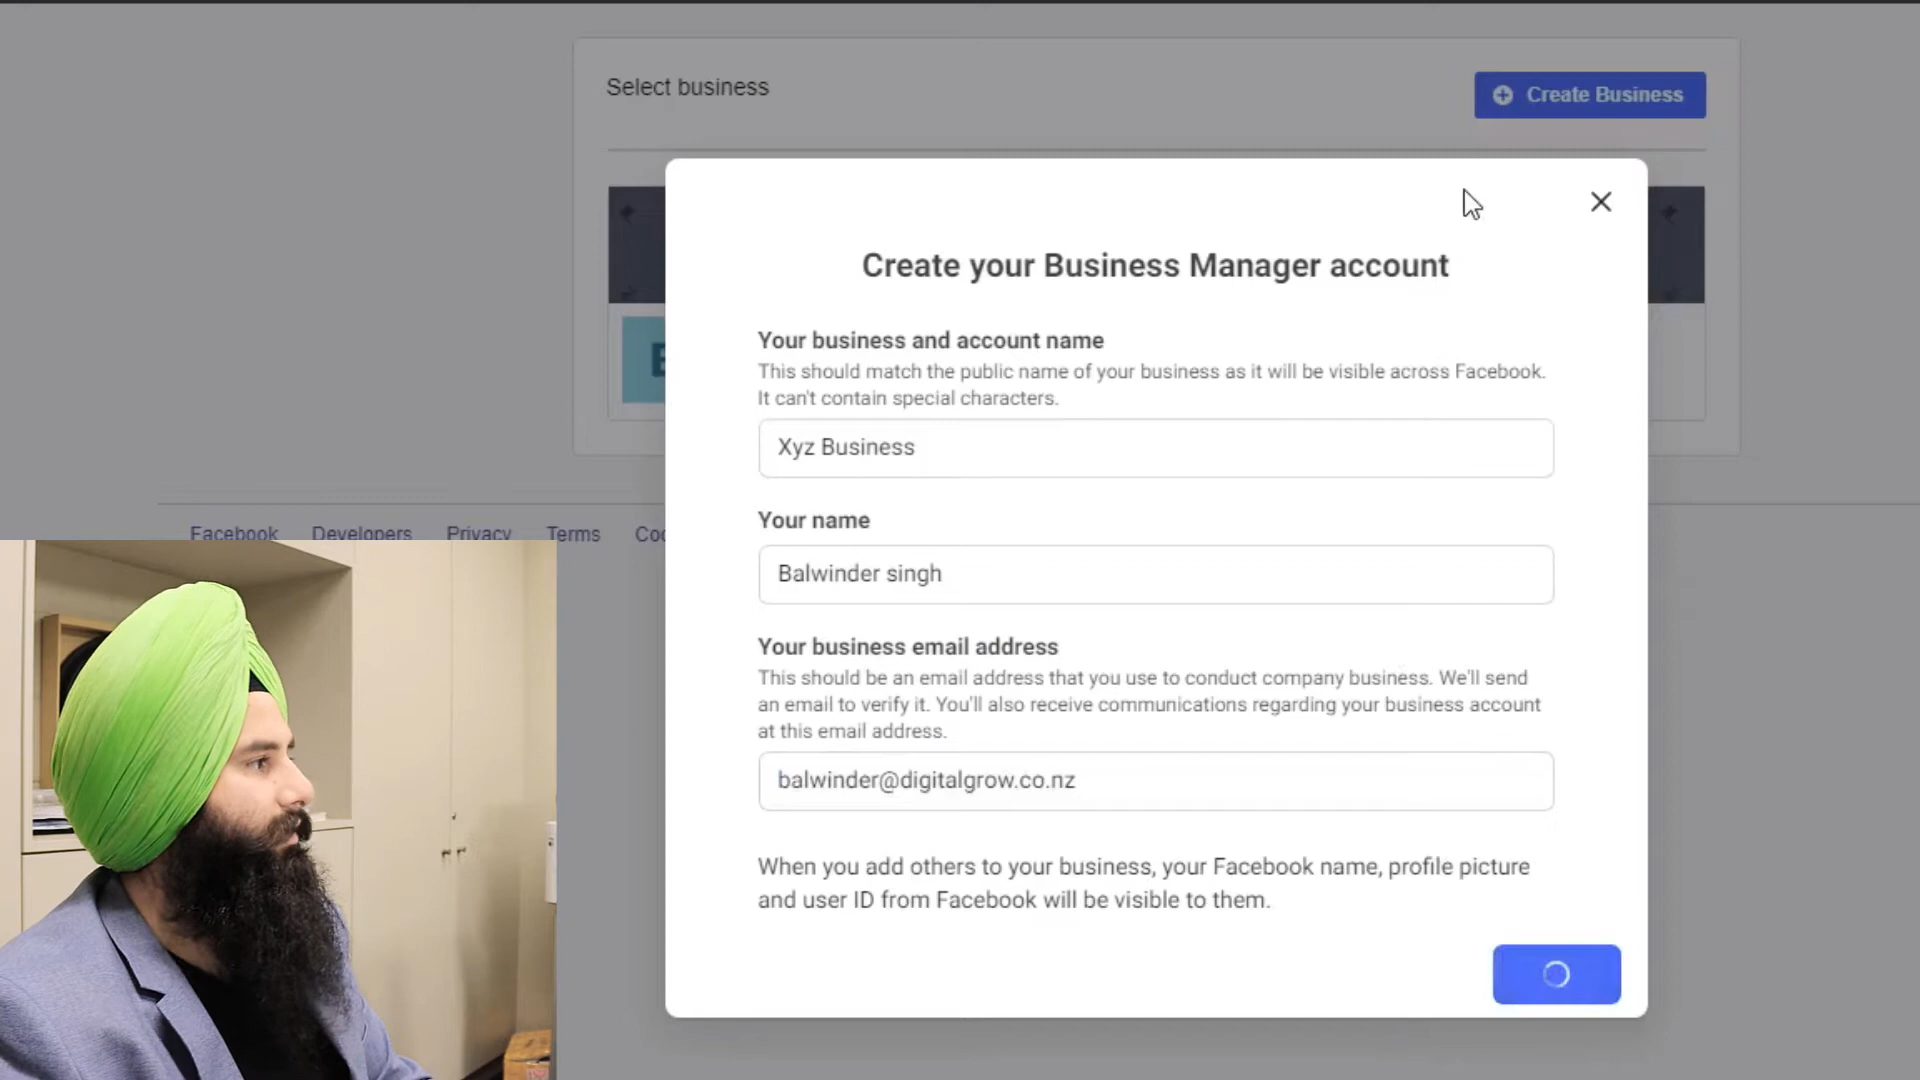 Select business
Create Business
Create your Business Manager account
Your business and account name
This should match the public name of your business as it will be visible across Facebook.
It can't contain special characters.
Xyz Business
Your name
Balwinder singh
Your business email address
This should be an email address that you use to conduct company business. We'll send
an email to verify it. You'll also receive communications regarding your business account
at this email address.
balwinder@digitalgrow.co.nz
When you add others to your business, your Facebook name, profile picture
and user ID from Facebook will be visible to them.
Facebook Developers Privacy Terms